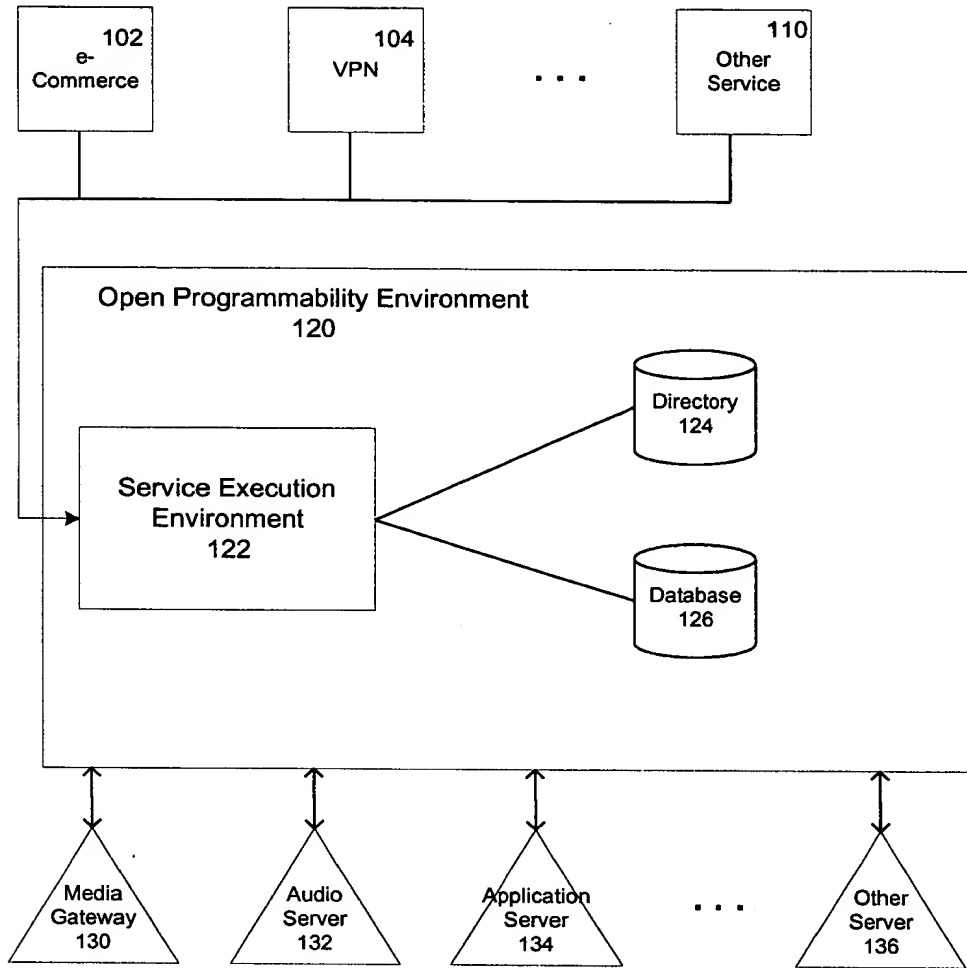 102
e-
Commerce
104
VPN
. . .
110
Other
Service
Open Programmability Environment
120
Service Execution
Environment
122
Directory
124
Database
126
Media
Gateway
130
Audio
Server
132
Application
Server
134
. . .
Other
Server
136